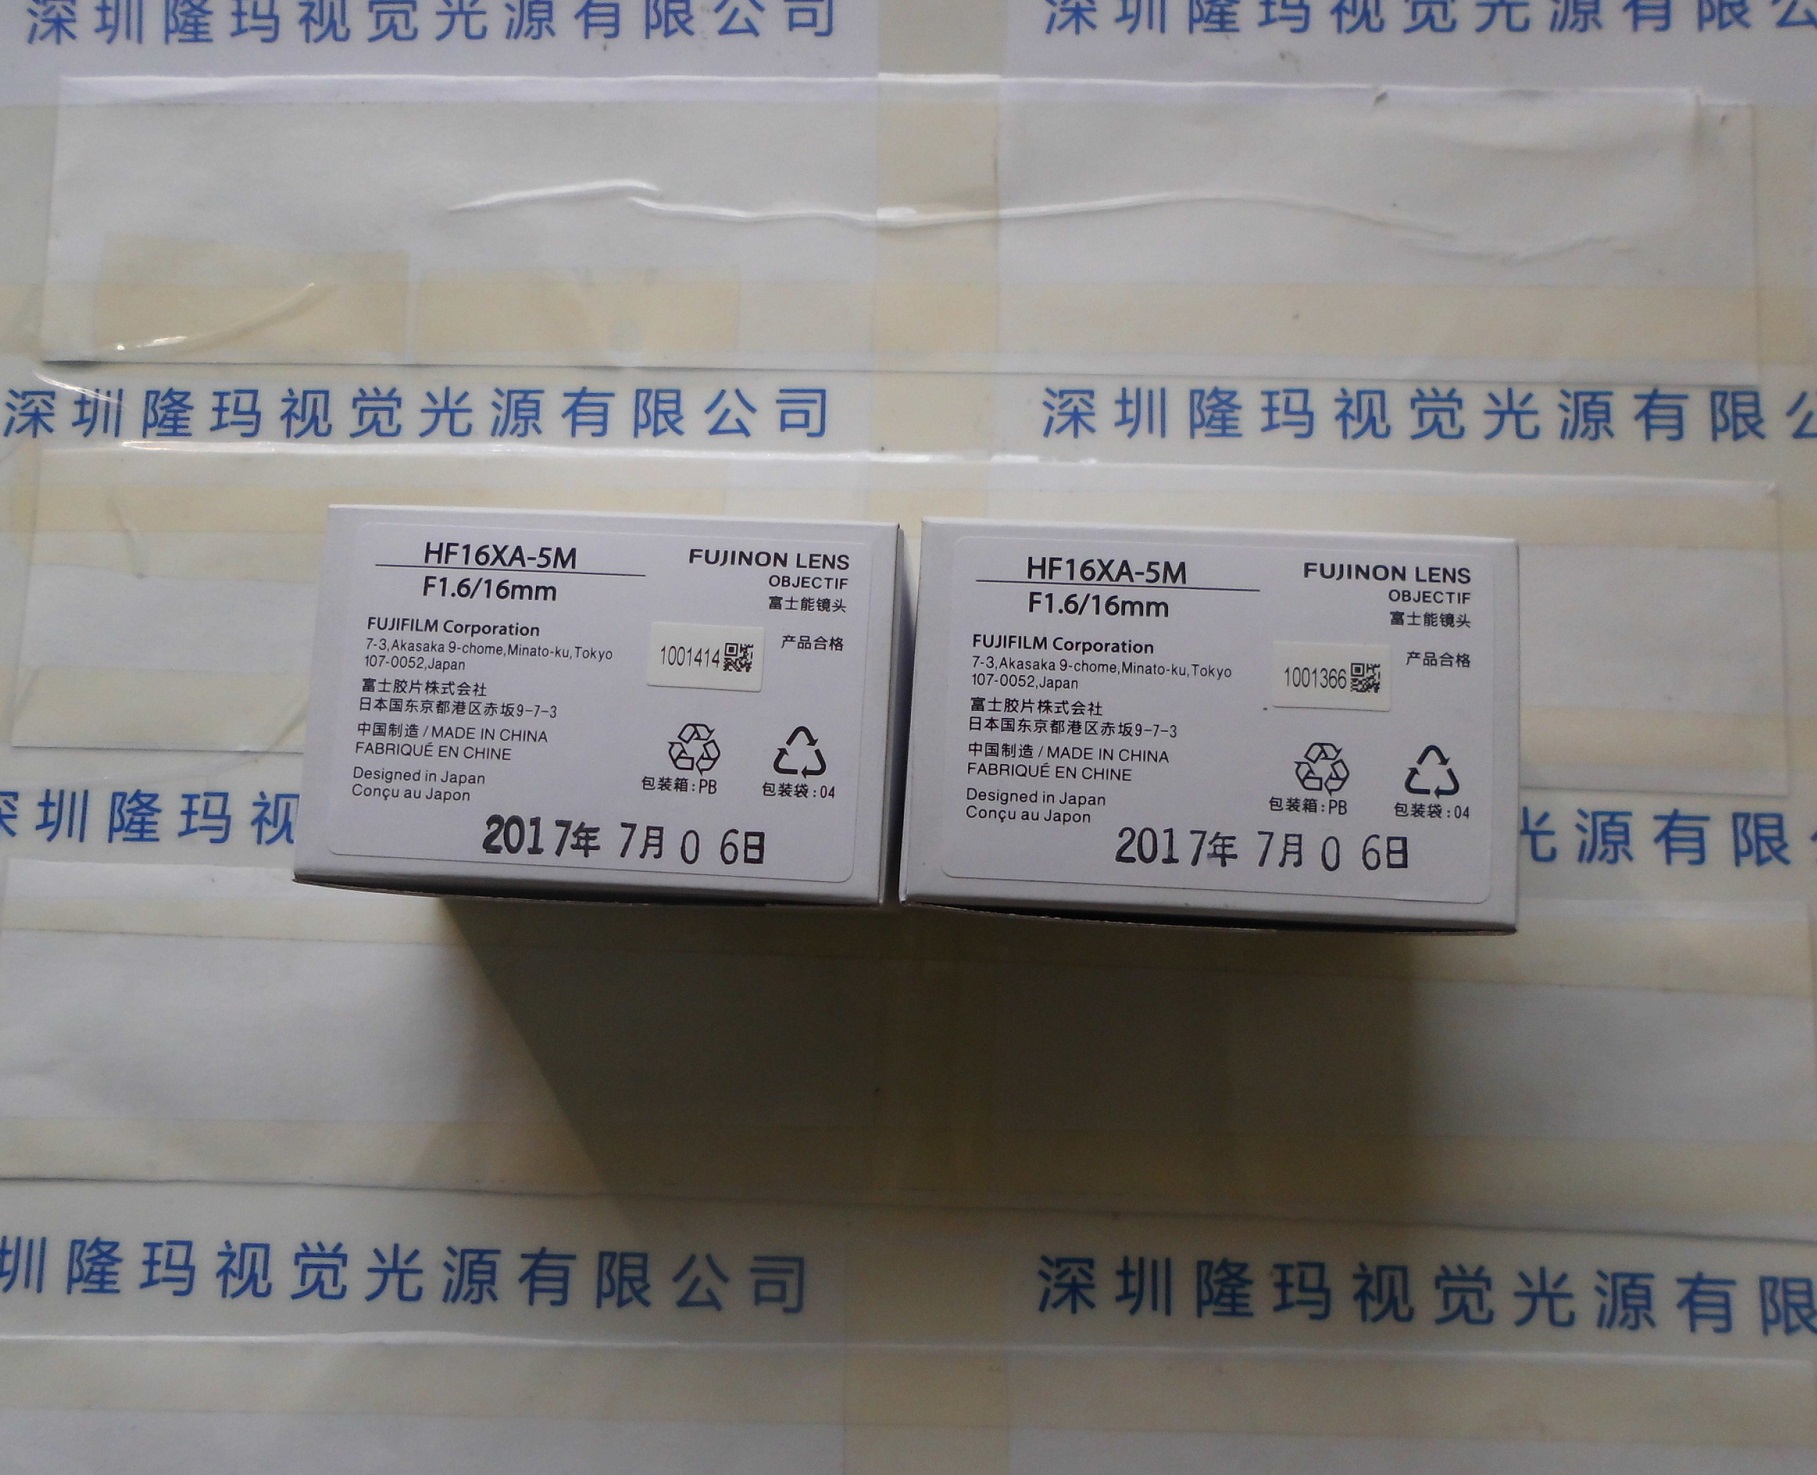 深圳隆玛视觉光源有限公司
深圳隆玛视觉光源有限公
深圳隆玛视觉光源有限公司
深圳隆玛视觉光源有限公
HF16XA-5M
F1.6/16mm
FUJINON LENS
OBJECTIF
富士能镜头
产品合格
FUJIFILM Corporation
7-3,Akasaka 9-chome,Minato-ku,Tokyo
107-0052,Japan
1001414
富士胶片株式会社
日本国东京都港区赤坂9-7-3
中国制造 / MADE IN CHINA
FABRIQUÉ EN CHINE
Designed in Japan
Conçu au Japon
包装箱:PB
包装袋:04
2017年 7月 0 6日
HF16XA-5M
F1.6/16mm
FUJINON LENS
OBJECTIF
富士能镜头
产品合格
FUJIFILM Corporation
7-3,Akasaka 9-chome,Minato-ku,Tokyo
107-0052,Japan
1001366
富士胶片株式会社
日本国东京都港区赤坂9-7-3
中国制造 / MADE IN CHINA
FABRIQUÉ EN CHINE
Designed in Japan
Conçu au Japon
包装箱:PB
包装袋:04
2017年 7月 0 6日
深圳隆玛视
光源有限
圳隆玛视觉光源有限公司
深圳隆玛视觉光源有限